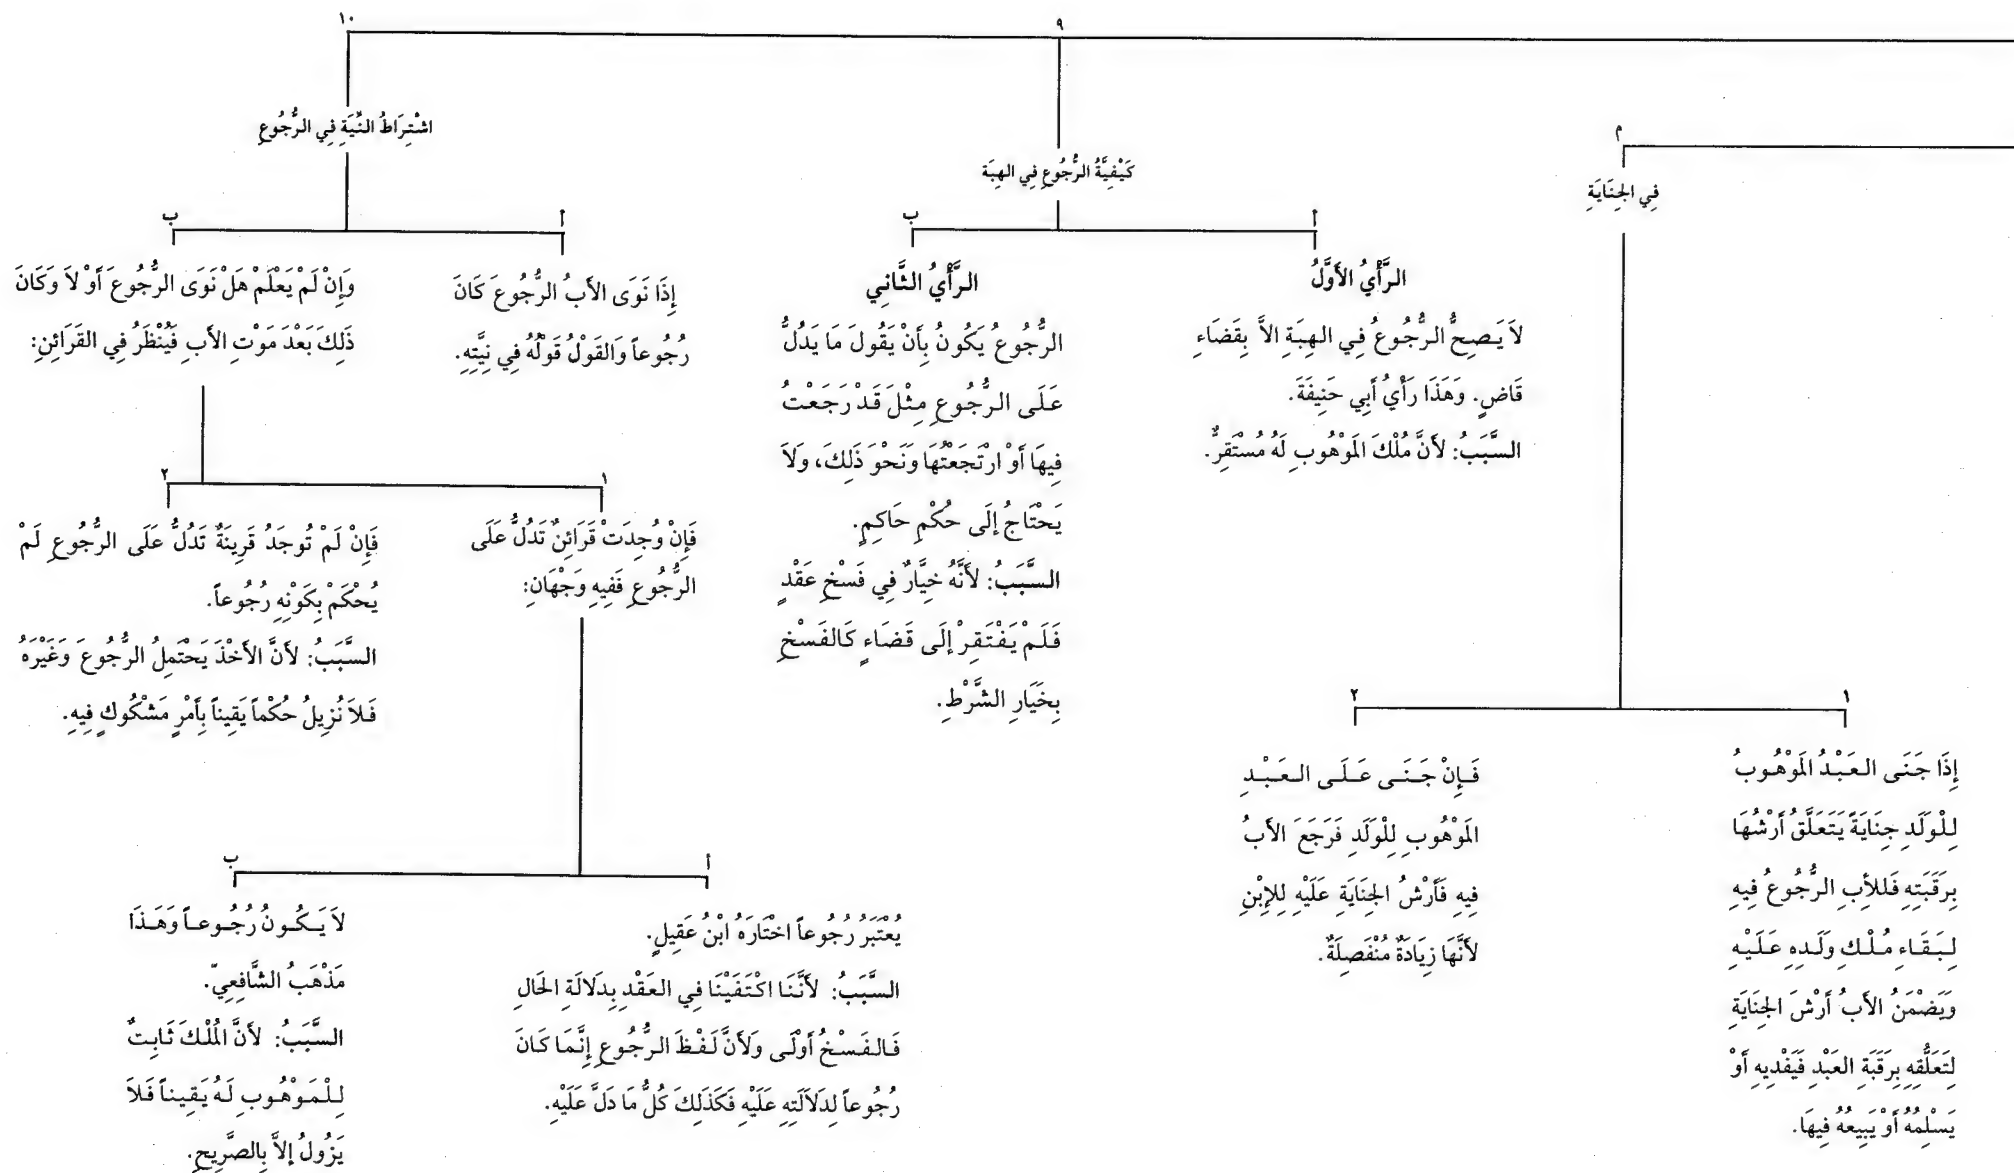 م
فِي الجِنَايَةِ
١
إِذَا جَنَى العَبْدُ المَوْهُوبُ
لِلْوَلَدِ جِنَايَةً يَتَعَلَّقُ أَرْشُهَا
بِرَقَبَتِهِ فَللأَبِ الرُّجُوعُ فِيهِ
لِبَقَاءِ مُلْكِ وَلَدِهِ عَلَيْهِ
وَيَضْمَنُ الأَبُ أَرْشَ الجِنَايَةِ
لِتَعَلُّقِهِ بِرَقَبَةِ العَبْدِ فَيَفْدِيهِ أَوْ
يَسْلِمُهُ أَوْ يَبِيعُهُ فِيهَا.
٢
فَإِنْ جَنَى عَلَى العَبْدِ
المَوْهُوبِ لِلْوَلَدِ فَرَجَعَ الأَبُ
فِيهِ فَأَرْشُ الجِنَايَةِ عَلَيْهِ لِلإِبْنِ
لأَنَّهَا زِيَادَةٌ مُنْفَصِلَةٌ.
٩
كَيْفِيَّةُ الرُّجُوعِ فِي الهِبَة
أ
الرَّأْيُ الأَوَّلُ
لاَ يَصِحُّ الرُّجُوعُ فِي الهِبَةِ الاَّ بِقَضَاءِ
قَاضٍ. وَهَذَا رَأْيُ أَبِي حَنِيفَةَ.
السَّبَبُ: لأَنَّ مُلْكَ المَوْهُوبِ لَهُ مُسْتَقِرٌّ.
ب
الرَّأْيُ الثَّانِي
الرُّجُوعُ يَكُونُ بِأَنْ يَقُولَ مَا يَدُلُّ
عَلَى الرُّجُوعِ مِثْلَ قَدْ رَجَعْتُ
فِيهَا أَوْ ارْتَجَعْتُهَا وَنَحْوَ ذَلِكَ، وَلاَ
يَحْتَاجُ إِلَى حُكْمِ حَاكِمٍ.
السَّبَبُ: لأَنَّهُ خِيَّارٌ فِي فَسْخِ عَقْدٍ
فَلَمْ يَفْتَقِرْ إِلَى قَضَاءٍ كَالفَسْخِ
بِخَيَارِ الشَّرْطِ.
١٠
اشْتِرَاطُ النِّيَةِ فِي الرُّجُوعِ
أ
إِذَا نَوَى الأَبُ الرُّجُوعَ كَانَ
رُجُوعاً وَالقَوْلُ قَوْلُهُ فِي نِيَّتِهِ.
ب
وَإِنْ لَمْ يَعْلَمْ هَلْ نَوَى الرُّجُوعَ أَوْ لاَ وَكَانَ
ذَلِكَ بَعْدَ مَوْتِ الأَبِ فَيُنْظَرُ فِي القَرَائِنِ:
١
فَإِنْ وُجِدَتْ قَرَائِنٌ تَدُلُّ عَلَى
الرُّجُوعِ فَفِيهِ وَجْهَانِ:
أ
يُعْتَبَرُ رُجُوعاً اخْتَارَهُ ابْنُ عَقِيلٍ.
السَّبَبُ: لأَنَّنَا اكْتَفَيْنَا فِي العَقْدِ بِدَلاَلَةِ الحَالِ
فَالفَسْخُ أَوْلَى وَلأَنَّ لَفْظَ الرُّجُوعِ إِنَّمَا كَانَ
رُجُوعاً لِدَلاَلَتِهِ عَلَيْهِ فَكَذَلِكَ كُلُّ مَا دَلَّ عَلَيْهِ.
ب
لاَ يَكُونُ رُجُوعاً وَهَذَا
مَذْهَبُ الشَّافِعِيّ.
السَّبَبُ: لأَنَّ المُلْكَ ثَابِتٌ
لِلْمَوْهُوبِ لَهُ يَقِيناً فَلاَ
يَزُولُ إِلاَّ بِالصَّرِيحِ.
٢
فَإِنْ لَمْ تُوجَدُ قَرِينَةٌ تَدُلُّ عَلَى الرُّجُوعِ لَمْ
يُحْكَمْ بِكَوْنِهِ رُجُوعاً.
السَّبَبُ: لأَنَّ الأَخْذَ يَحْتَمِلُ الرُّجُوعَ وَغَيْرَهُ
فَلاَ نُزِيلُ حُكْماً يَقِيناً بِأَمْرٍ مَشْكُوكٍ فِيهِ.